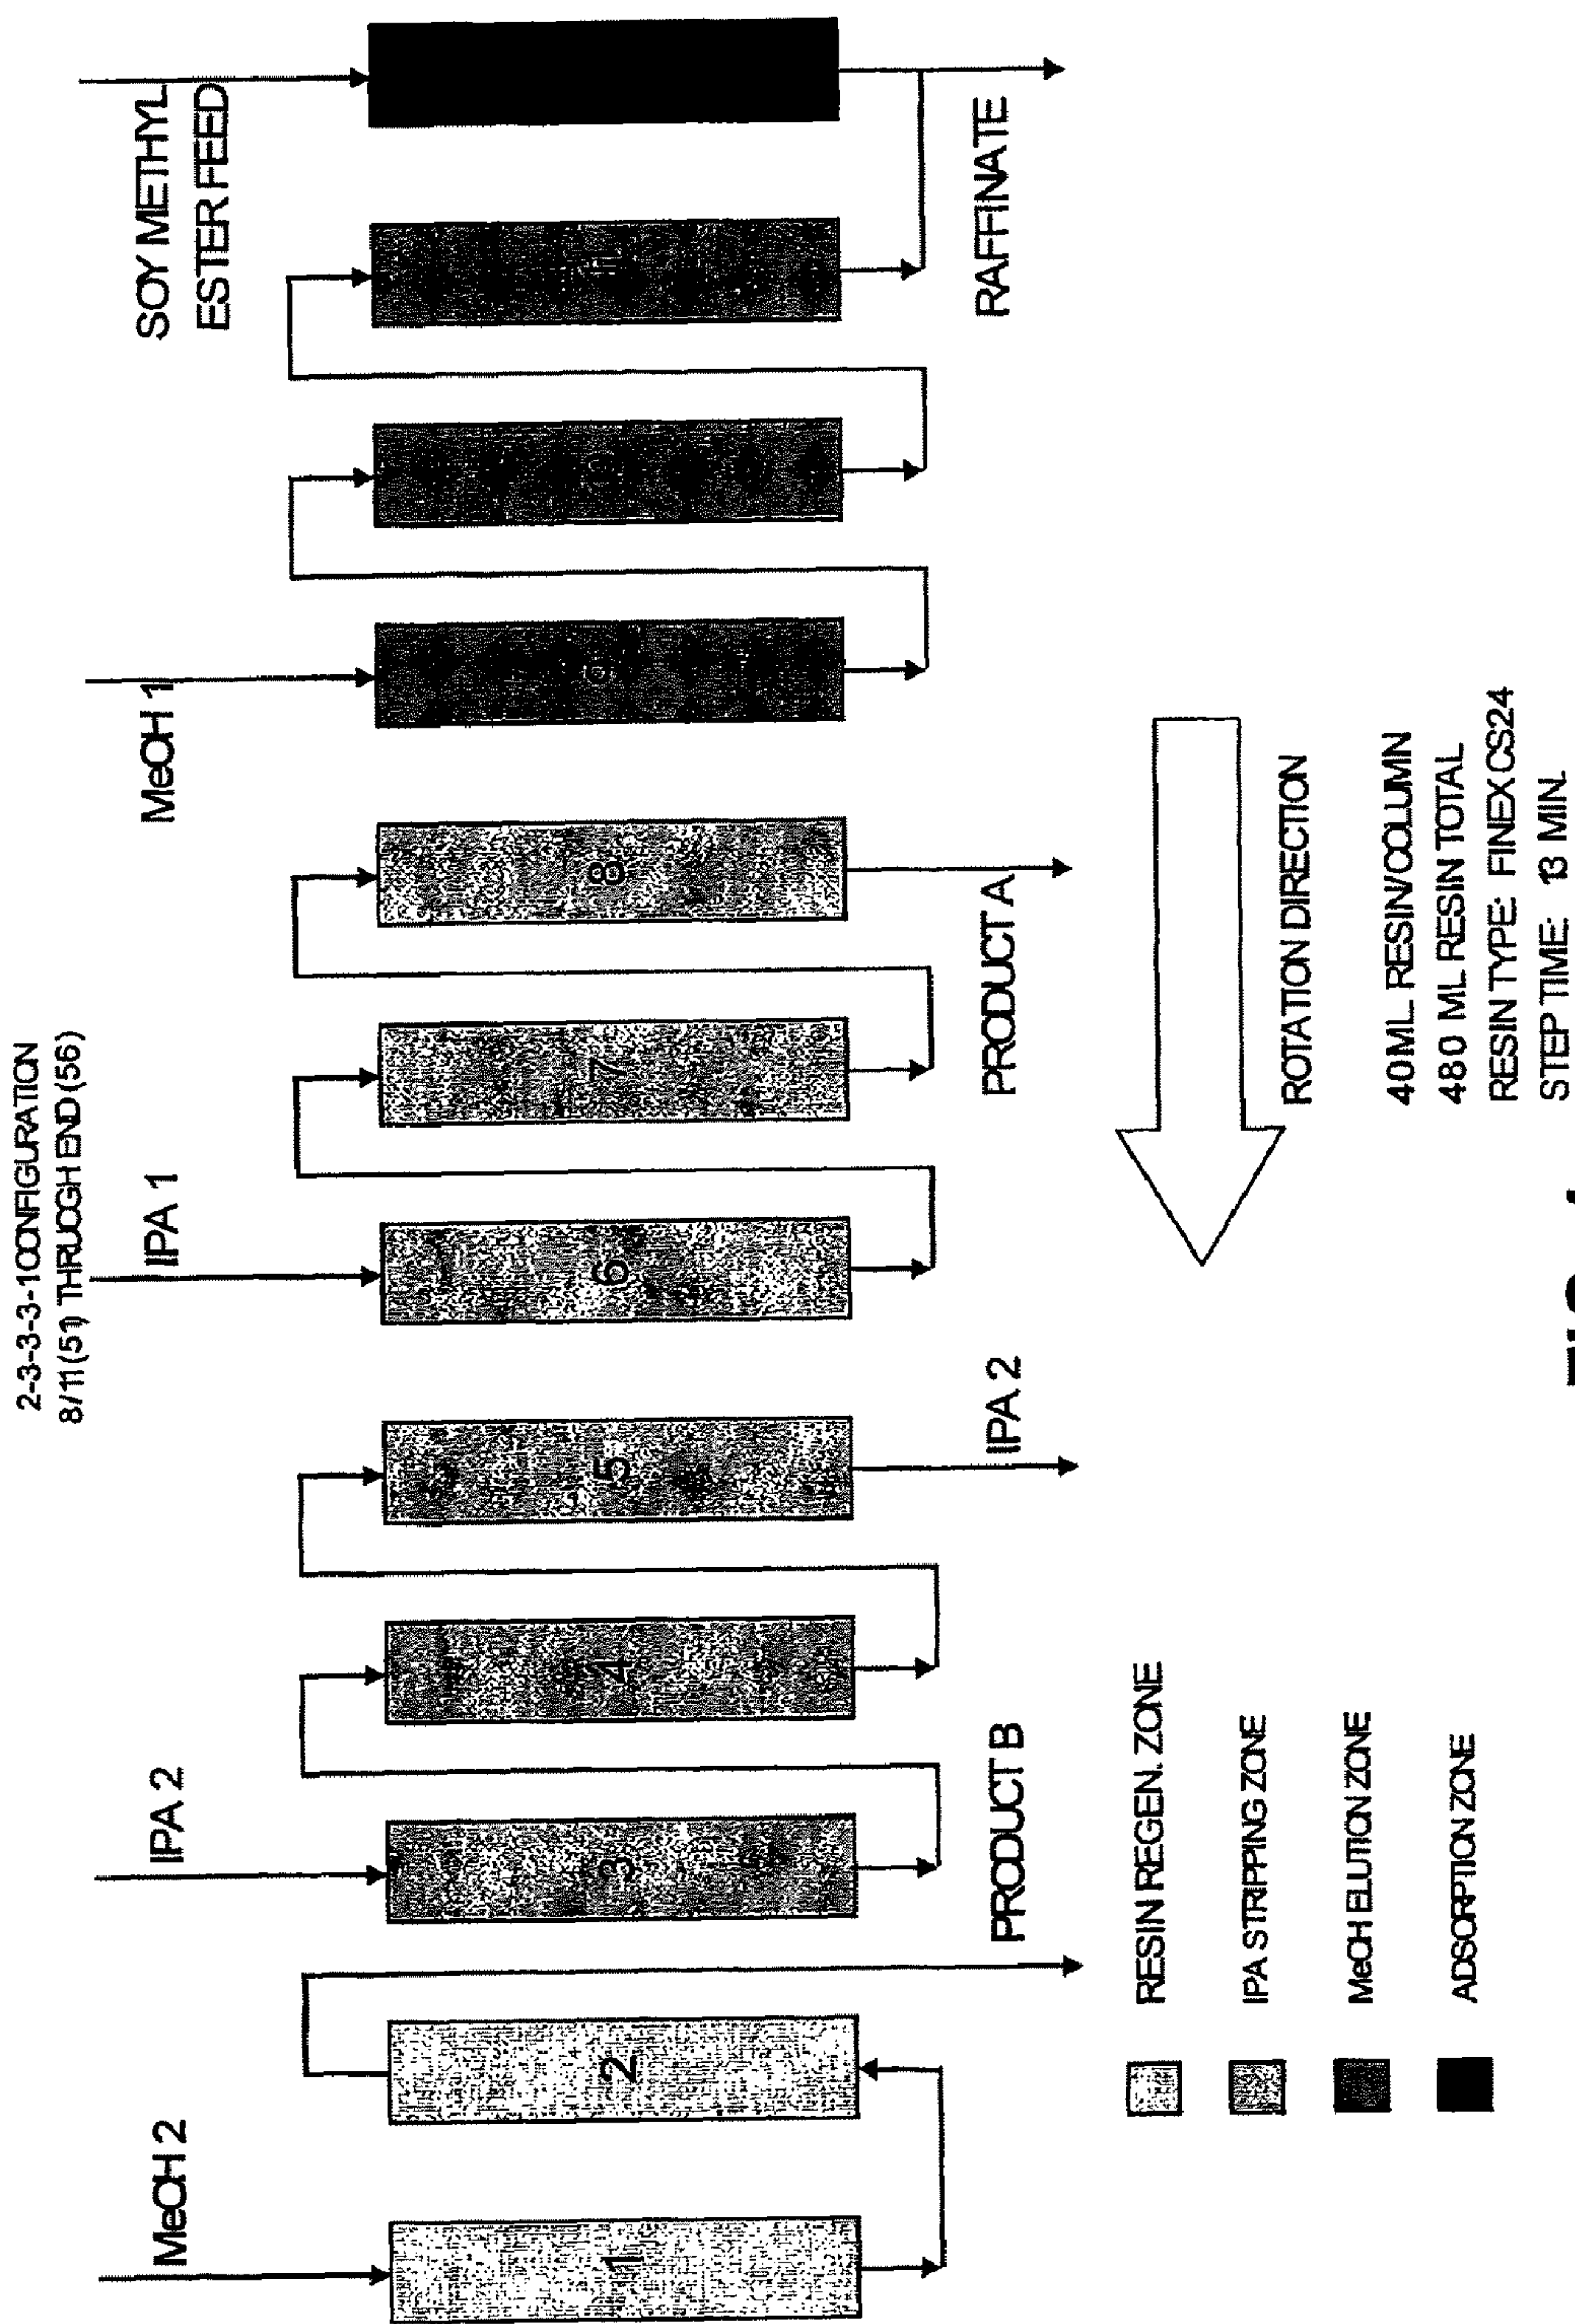 2-3-3-3-1 CONFIGURATION
8/11(51) THRUOGH END (56)
MeOH 2
IPA 2
IPA 1
MeOH 1
SOY METHYL
ESTER FEED
1
2
3
4
5
6
7
8
9
PRODUCT B
IPA 2
PRODUCT A
RAFFINATE
RESIN REGEN. ZONE
IPA STRIPPING ZONE
MeOH ELUTION ZONE
ADSORPTION ZONE
ROTATION DIRECTION
40 ML RESIN/COLUMN
480 ML RESIN TOTAL
RESIN TYPE: FINEX CS24
STEP TIME: 13 MIN.